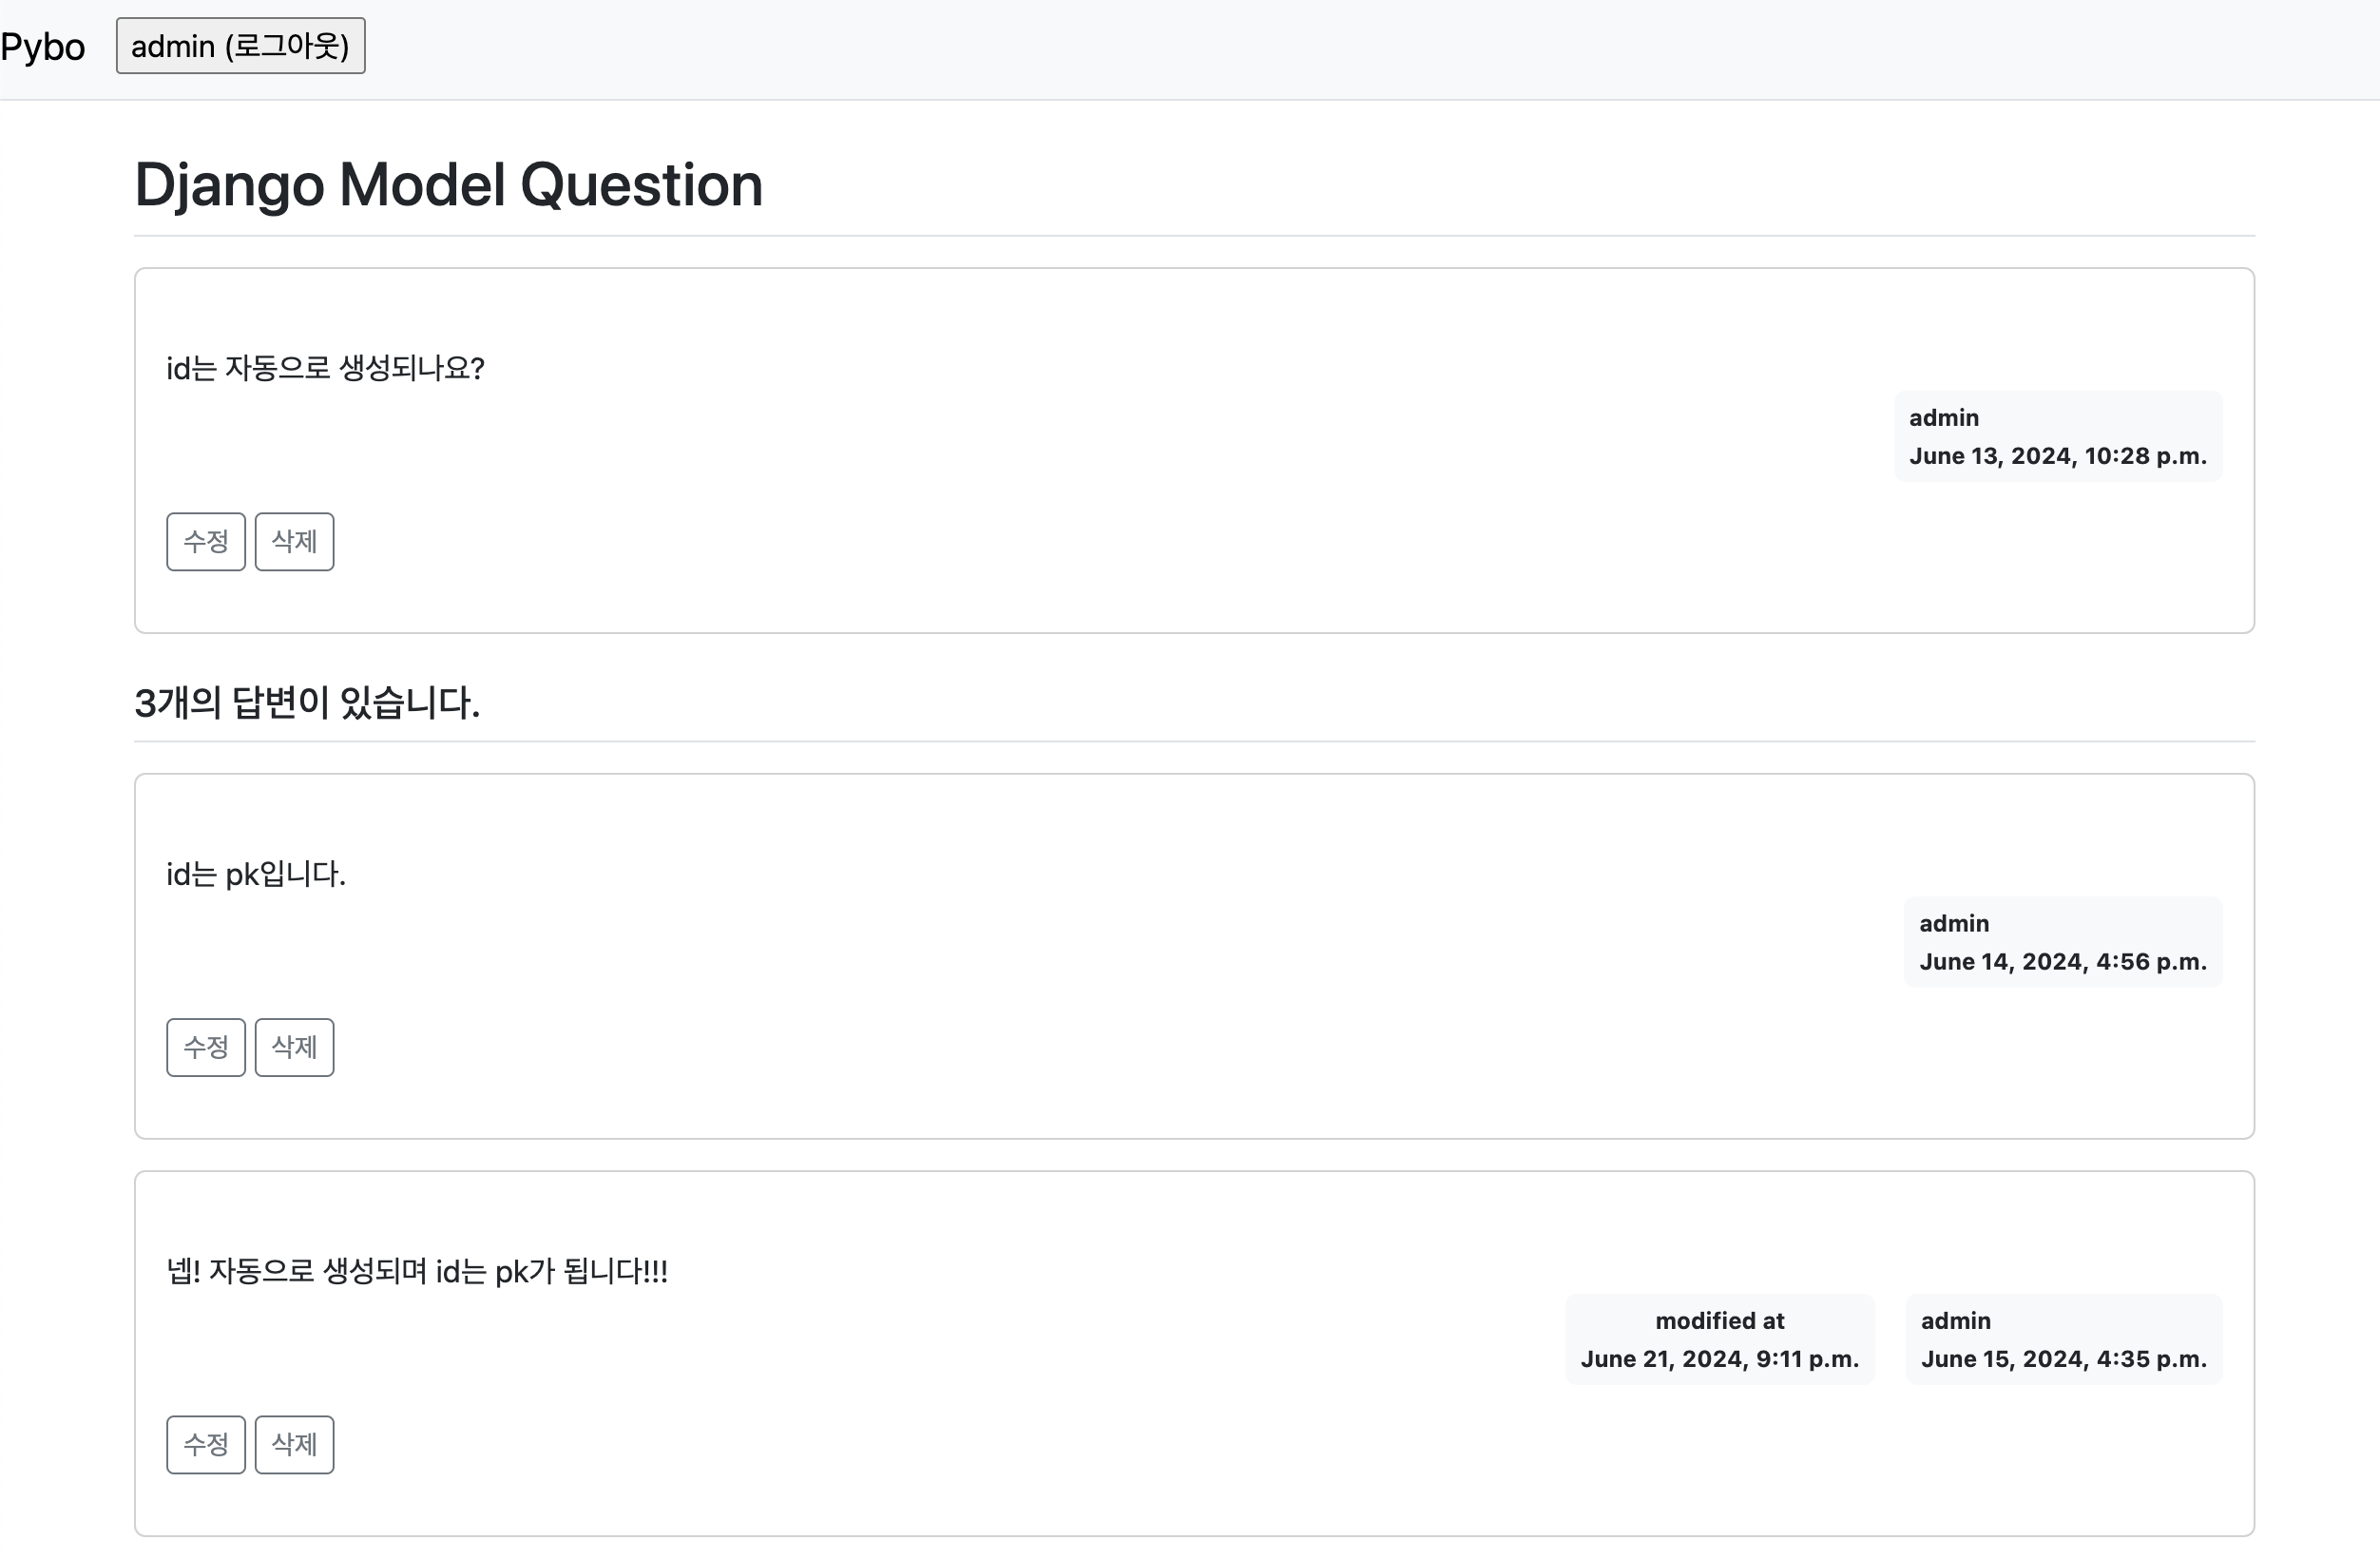 Pybo admin (로그아웃)
Django Model Question
id는 자동으로 생성되나요?
admin
June 13, 2024, 10:28 p.m.
수정 삭제
3개의 답변이 있습니다.
id는 pk입니다.
admin
June 14, 2024, 4:56 p.m.
수정 삭제
넵! 자동으로 생성되며 id는 pk가 됩니다!!!
modified at
June 21, 2024, 9:11 p.m.
admin
June 15, 2024, 4:35 p.m.
수정 삭제